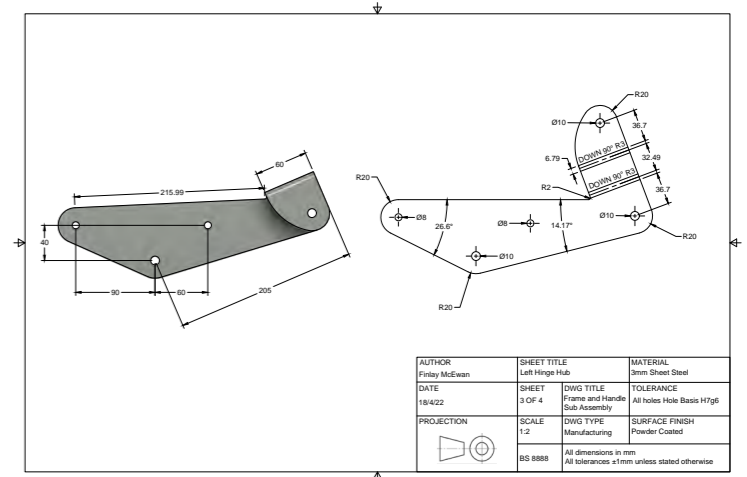 60
215.99
40
90
60
205
R20
Ø10
36.7
DOWN 90° R3
6.79
32.49
DOWN 90° R3
R2
36.7
R20
Ø8
Ø8
Ø10
26.6°
14.17°
Ø10
R20
R20
AUTHOR
Finlay McEwan
SHEET TITLE
Left Hinge Hub
MATERIAL
3mm Sheet Steel
DATE
18/4/22
SHEET
3 OF 4
DWG TITLE
Frame and Handle
Sub Assembly
TOLERANCE
All holes Hole Basis H7g6
PROJECTION
SCALE
1:2
DWG TYPE
Manufacturing
SURFACE FINISH
Powder Coated
BS 8888
All dimensions in mm
All tolerances ±1mm unless stated otherwise